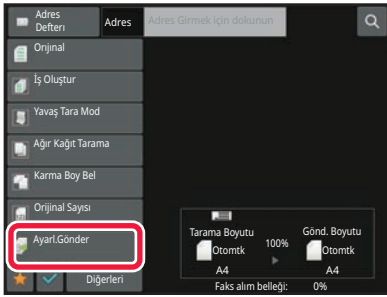 Adres
Defteri
Adres
Adres Girmek için dokunun
Orijinal
İş Oluştur
Yavaş Tara Mod
Ağır Kağıt Tarama
Karma Boy Bel
Orijinal Sayısı
Ayarl.Gönder
Diğerleri
Tarama Boyutu
Otomtk
A4
100%
Gönd. Boyutu
Otomtk
A4
Faks alım belleği: 0%